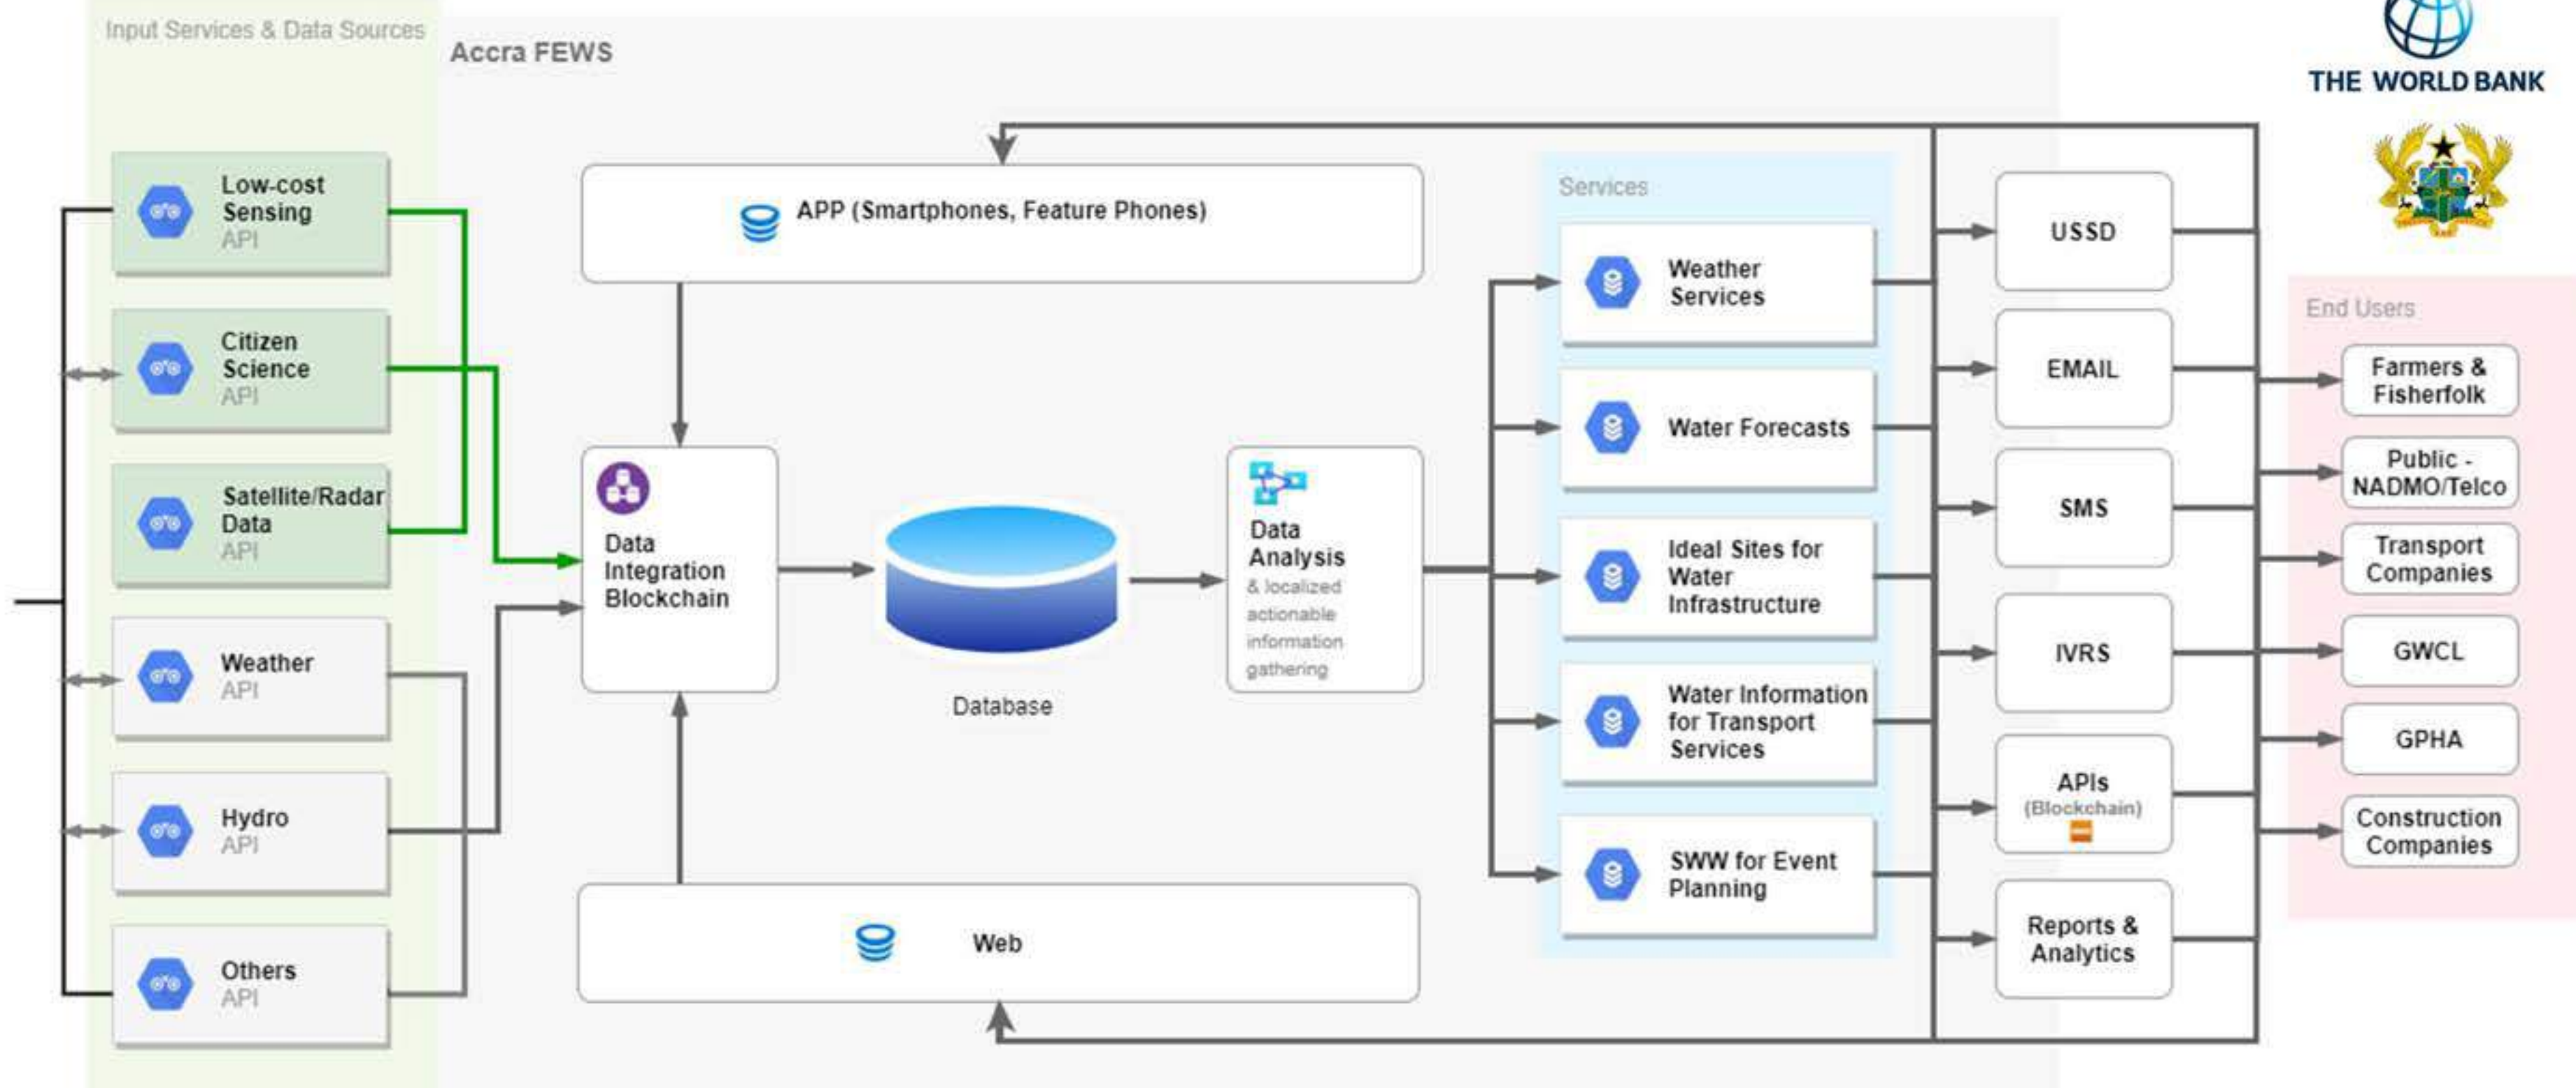 Input Services & Data Sources
Accra FEWS
THE WORLD BANK
Low-cost
Sensing
API
Citizen
Science
API
Satellite/Radar
Data
API
Weather
API
Hydro
API
Others
API
APP (Smartphones, Feature Phones)
Data
Integration
Blockchain
Database
Data
Analysis
& localized
actionable
information
gathering
Web
Services
Weather
Services
Water Forecasts
Ideal Sites for
Water
Infrastructure
Water Information
for Transport
Services
SWW for Event
Planning
USSD
EMAIL
SMS
IVRS
APIs
(Blockchain)
Reports &
Analytics
End Users
Farmers &
Fisherfolk
Public -
NADMO/Telco
Transport
Companies
GWCL
GPHA
Construction
Companies